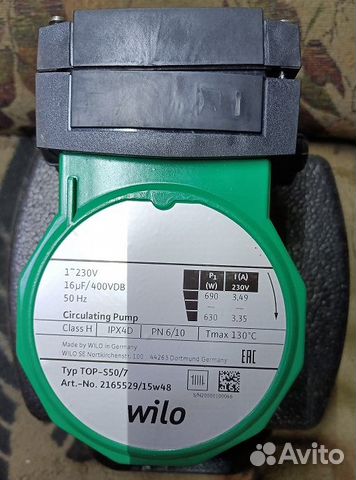 1~230V
16µF/400VDB
50 Hz
P₁ (W) I (A) 230V
690 3,49
— —
630 3,35
Circulating Pump
Class H IPX4D PN 6/10 Tmax 130°C
Made by WILO in Germany
WILO SE Nortkirchenstr. 100 44263 Dortmund Germany
EAC
Typ TOP-S50/7
Art.-No. 2165529/15w48
wilo
Avito